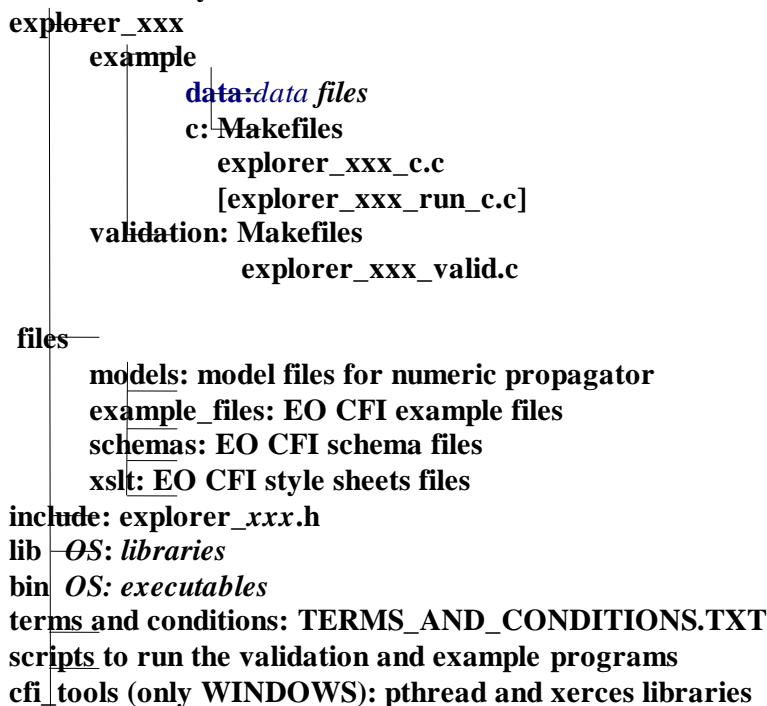 explorer_xxx
example
data:data files
c: Makefiles
explorer_xxx_c.c
[explorer_xxx_run_c.c]
validation: Makefiles
explorer_xxx_valid.c
files
models: model files for numeric propagator
example_files: EO CFI example files
schemas: EO CFI schema files
xslt: EO CFI style sheets files
include: explorer_xxx.h
lib OS: libraries
bin OS: executables
terms and conditions: TERMS_AND_CONDITIONS.TXT
scripts to run the validation and example programs
cfi_tools (only WINDOWS): pthread and xerces libraries